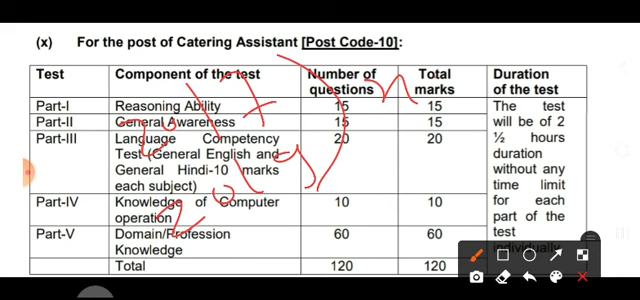 (x) For the post of Catering Assistant [Post Code-10]:
Test Component of the test Number of questions Total marks Duration of the test
Part-I Reasoning Ability 15 15 The test will be of 2 ½ hours duration without any time limit for each part of the test individually
Part-II General Awareness 15 15
Part-III Language Competency Test (General English and General Hindi-10 marks each subject) 20 20
Part-IV Knowledge of Computer operation 10 10
Part-V Domain/Profession Knowledge 60 60
Total 120 120
2017
2019